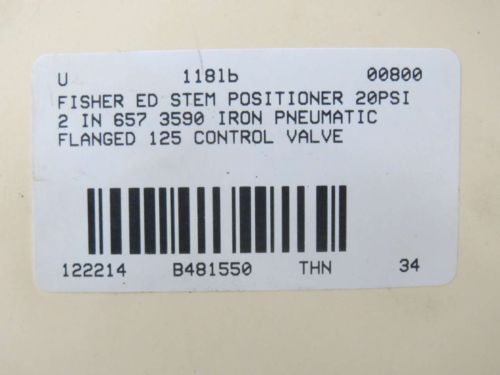 U 118lb 00800
FISHER ED STEM POSITIONER 20PSI
2 IN 657 3590 IRON PNEUMATIC
FLANGED 125 CONTROL VALVE
122214 B481550 THN 34